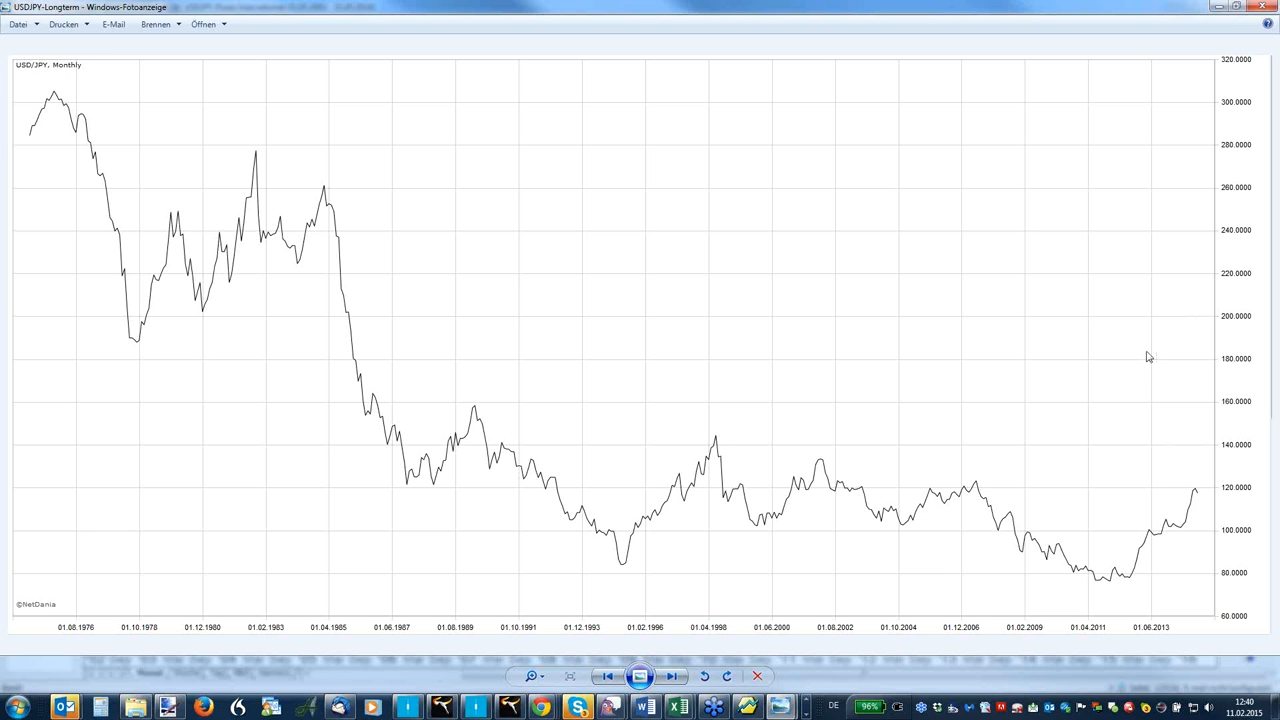 USDJPY-Longterm - Windows-Fotoanzeige
Datei Drucken E-Mail Brennen Öffnen
USD/JPY, Monthly
320.0000
300.0000
280.0000
260.0000
240.0000
220.0000
200.0000
180.0000
160.0000
140.0000
120.0000
100.0000
80.0000
60.0000
©NetDania
01.08.1976 01.10.1978 01.12.1980 01.02.1983 01.04.1985 01.06.1987 01.08.1989 01.10.1991 01.12.1993 01.02.1996 01.04.1998 01.06.2000 01.08.2002 01.10.2004 01.12.2006 01.02.2009 01.04.2011 01.06.2013
DE 96% 12:40
11.02.2015